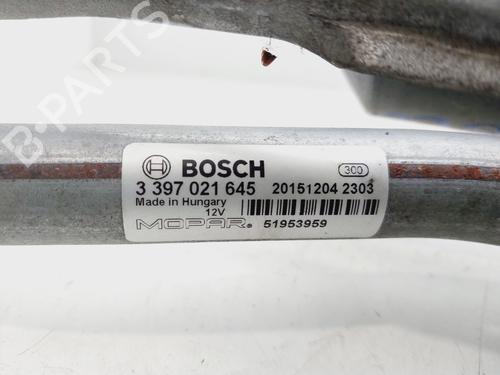 B-PARTS
BOSCH
300
3 397 021 645 20151204 2303
Made in Hungary
12V
MOPAR® 51953959